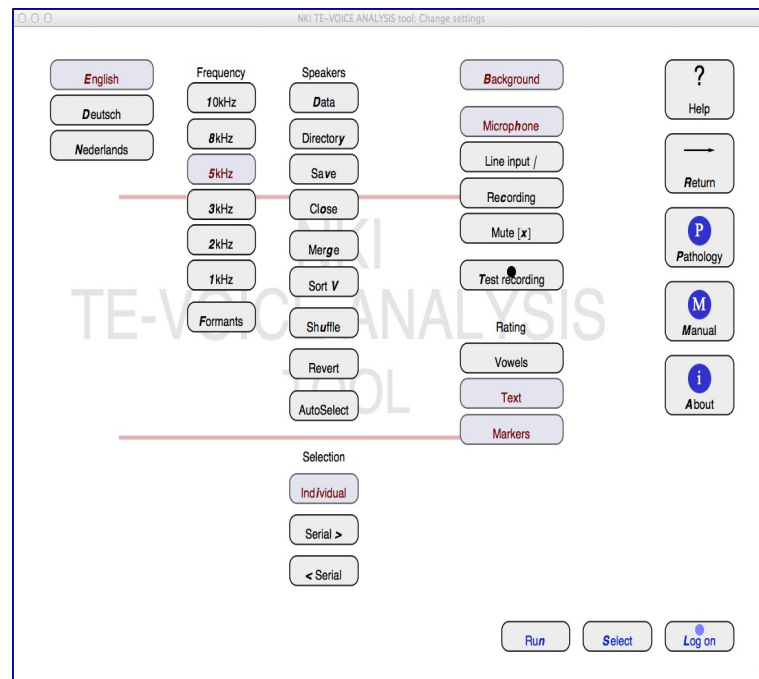 NKI TE-VOICE ANALYSIS tool: Change settings
English
Deutsch
Nederlands
Frequency
10kHz
8kHz
5kHz
3kHz
2kHz
1kHz
Formants
Speakers
Data
Directory
Save
Close
Merge
Sort V
Shuffle
Revert
AutoSelect
Selection
Individual
Serial >
< Serial
Background
Microphone
Line input /
Recording
Mute [x]
Test recording
Rating
Vowels
Text
Markers
?
Help
Return
P
Pathology
M
Manual
i
About
NKI
TE-VOICE ANALYSIS
TOOL
Run
Select
Log on